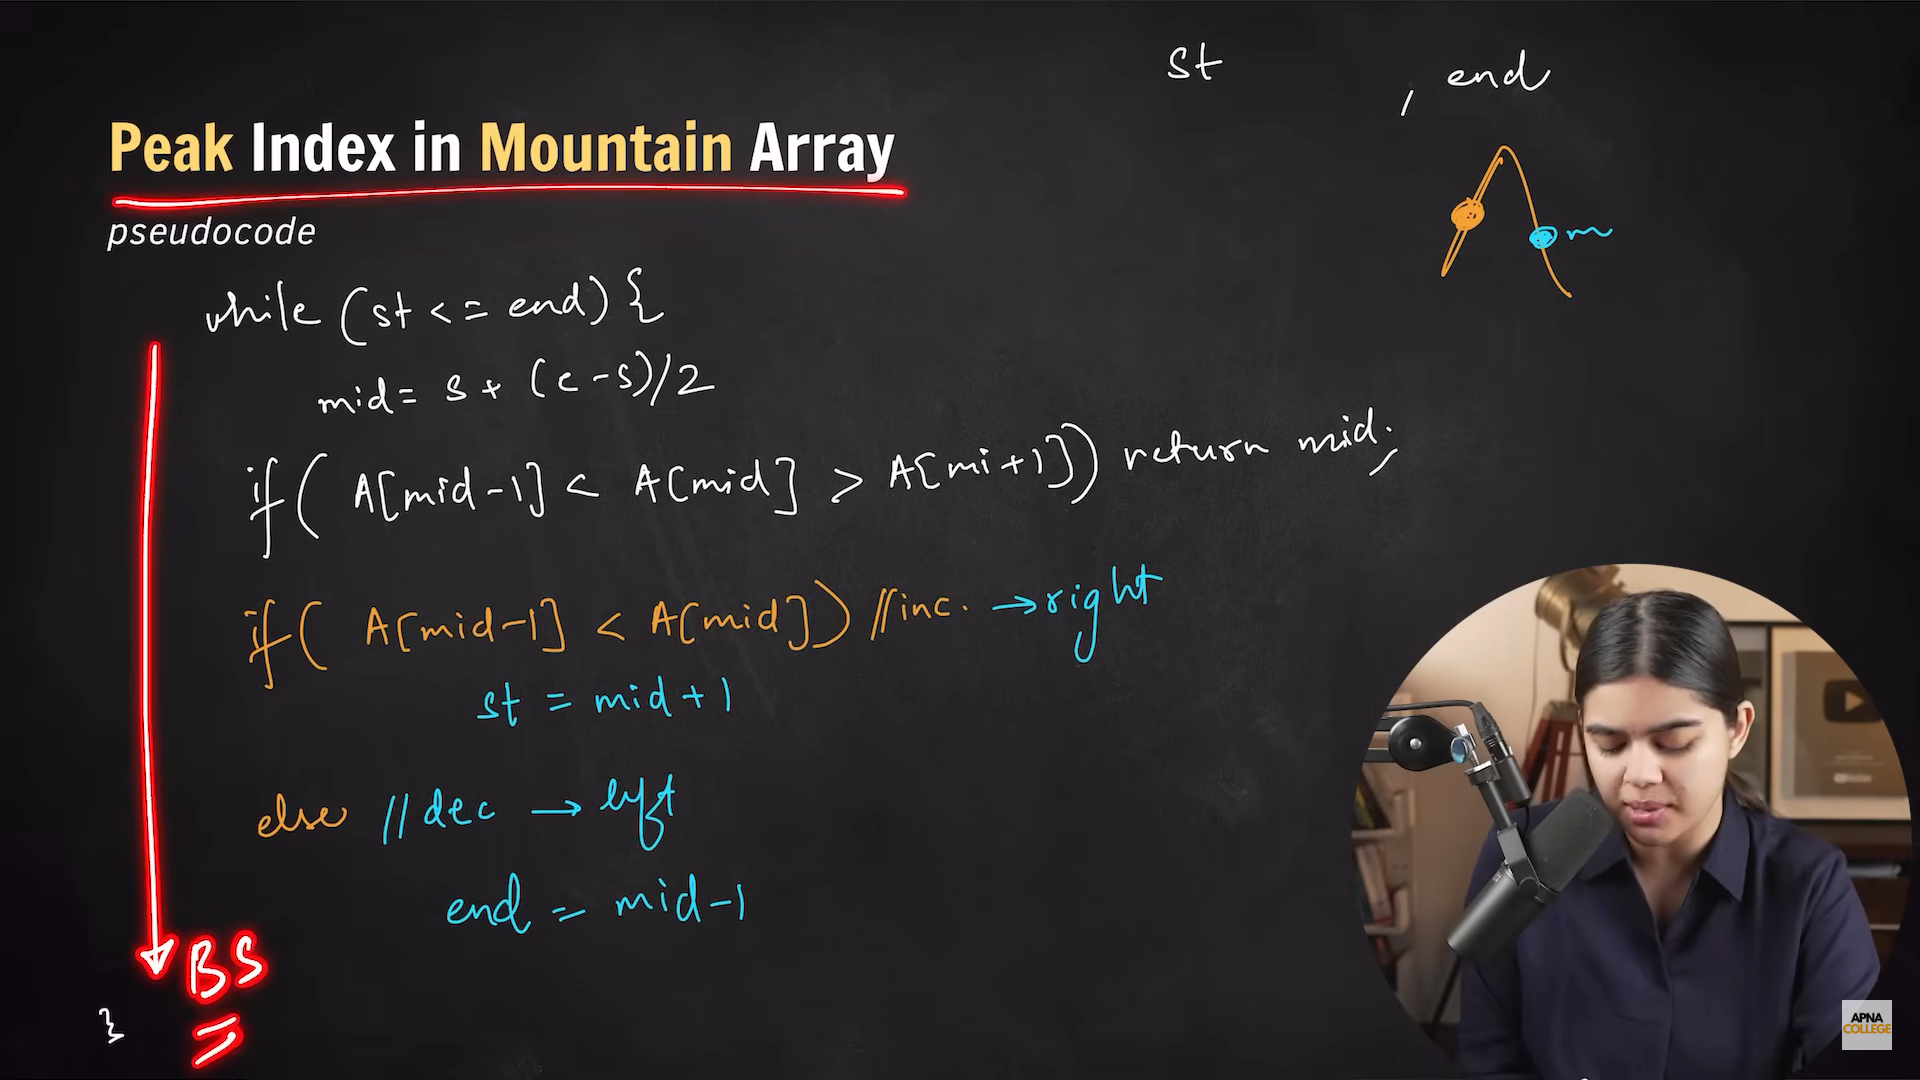 st , end
Peak Index in Mountain Array
pseudocode
m
while (st <= end) {
mid = s + (e-s)/2
if( A[mid-1] < A[mid] > A[mi+1]) return mid;
if( A[mid-1] < A[mid]) //inc. → right
st = mid+1
else //dec → left
end = mid-1
BS
}
APNA
COLLEGE